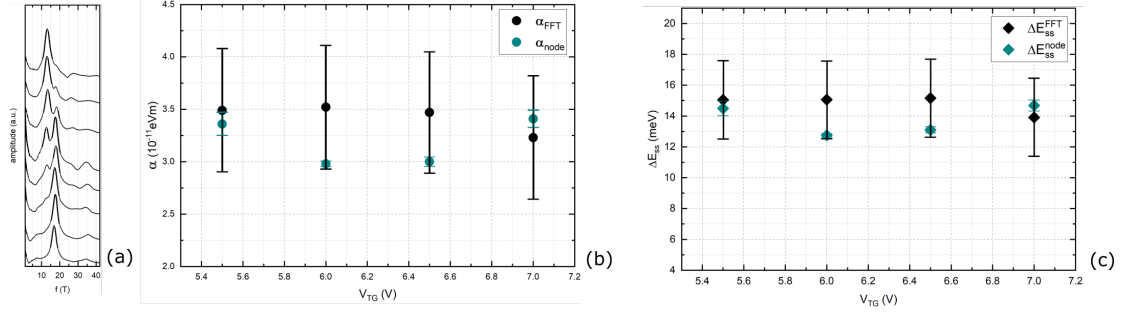 amplitude (a.u.)
10 20 30 40
f (T)
(a)
4.5
4.0
3.5
3.0
2.5
2.0
α (10⁻¹¹eVm)
α_FFT
α_node
5.4 5.6 5.8 6.0 6.2 6.4 6.6 6.8 7.0 7.2
V_TG (V)
(b)
20
18
16
14
12
10
8
6
4
ΔE_ss (meV)
ΔE_ss^FFT
ΔE_ss^node
5.4 5.6 5.8 6.0 6.2 6.4 6.6 6.8 7.0 7.2
V_TG (V)
(c)